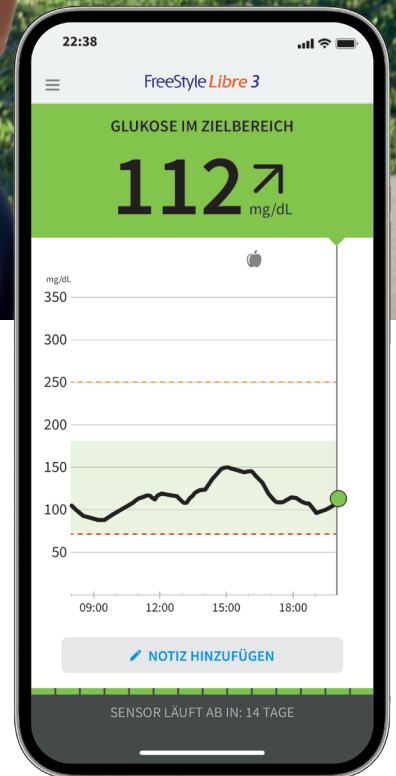 22:38
FreeStyle Libre 3
GLUKOSE IM ZIELBEREICH
112
mg/dL
mg/dL
350
300
250
200
150
100
50
09:00 12:00 15:00 18:00
NOTIZ HINZUFÜGEN
SENSOR LÄUFT AB IN: 14 TAGE